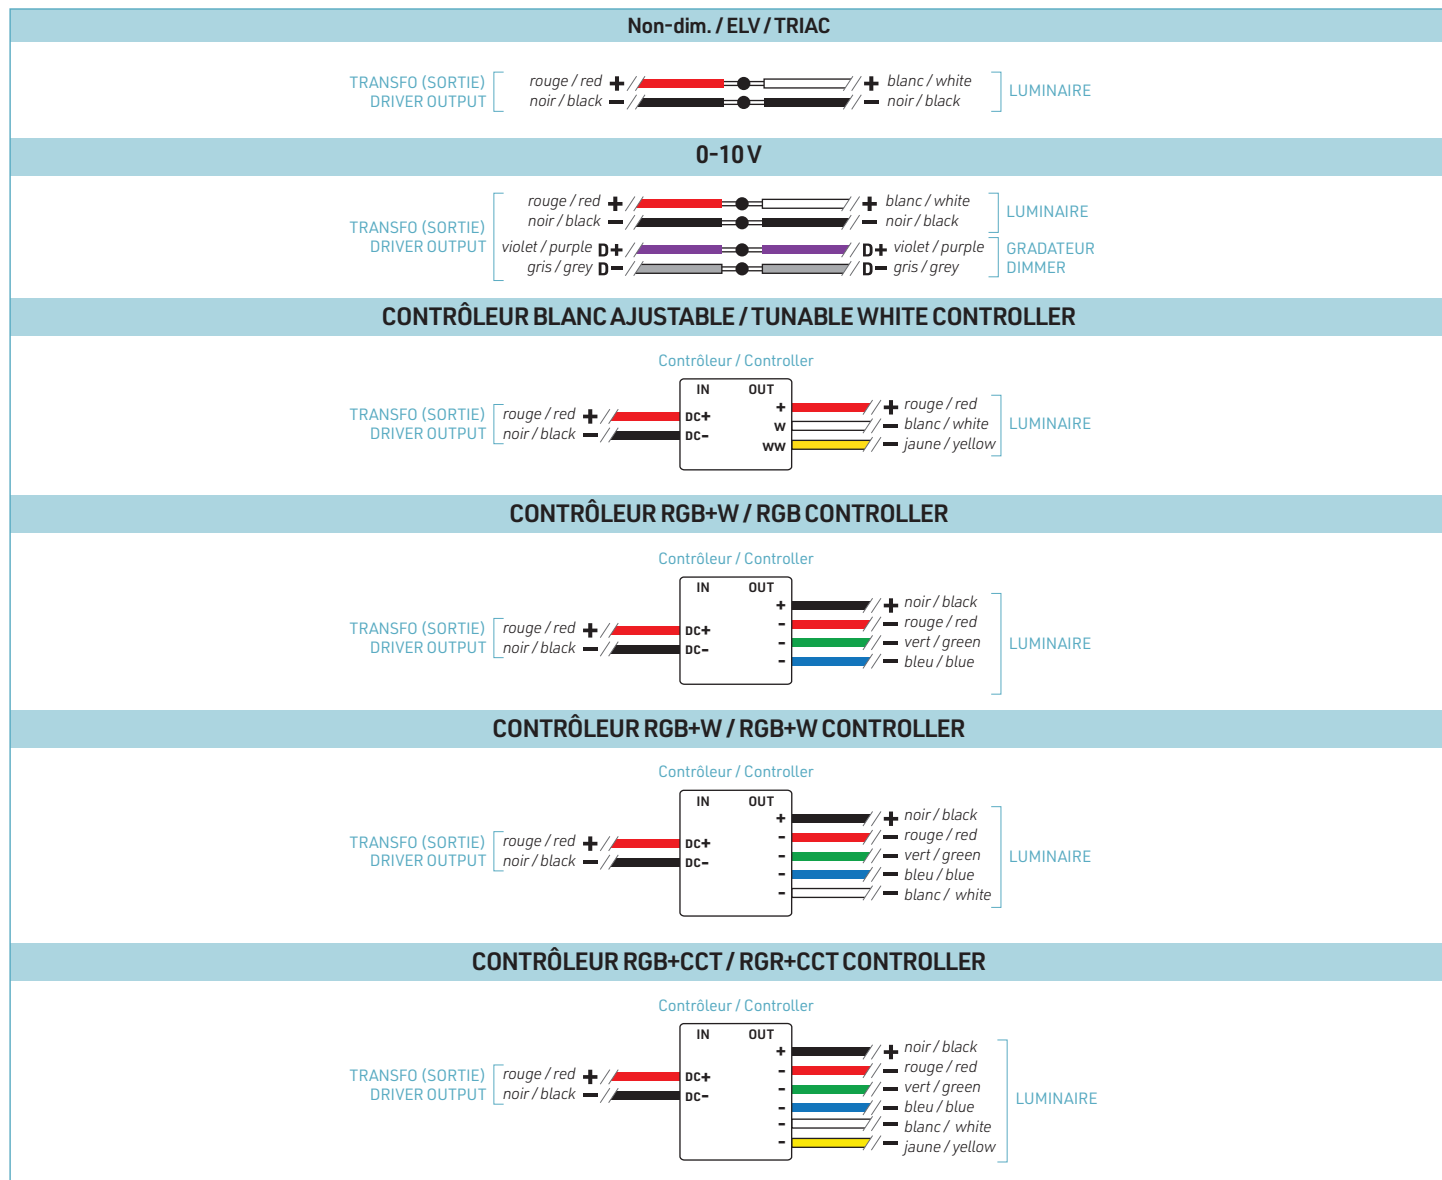 Non-dim. / ELV / TRIAC
TRANSFO (SORTIE)
DRIVER OUTPUT
rouge / red + + blanc / white
noir / black − − noir / black
LUMINAIRE
0-10 V
TRANSFO (SORTIE)
DRIVER OUTPUT
rouge / red + + blanc / white
noir / black − − noir / black
LUMINAIRE
violet / purple D+ D+ violet / purple
gris / grey D− D− gris / grey
GRADATEUR
DIMMER
CONTRÔLEUR BLANC AJUSTABLE / TUNABLE WHITE CONTROLLER
Contrôleur / Controller
TRANSFO (SORTIE)
DRIVER OUTPUT
rouge / red +
noir / black −
IN OUT
DC+
DC-
+
W
WW
+ rouge / red
− blanc / white
− jaune / yellow
LUMINAIRE
CONTRÔLEUR RGB+W / RGB CONTROLLER
Contrôleur / Controller
TRANSFO (SORTIE)
DRIVER OUTPUT
rouge / red +
noir / black −
IN OUT
DC+
DC-
+
-
-
-
+ noir / black
− rouge / red
− vert / green
− bleu / blue
LUMINAIRE
CONTRÔLEUR RGB+W / RGB+W CONTROLLER
Contrôleur / Controller
TRANSFO (SORTIE)
DRIVER OUTPUT
rouge / red +
noir / black −
IN OUT
DC+
DC-
+
-
-
-
-
+ noir / black
− rouge / red
− vert / green
− bleu / blue
− blanc / white
LUMINAIRE
CONTRÔLEUR RGB+CCT / RGR+CCT CONTROLLER
Contrôleur / Controller
TRANSFO (SORTIE)
DRIVER OUTPUT
rouge / red +
noir / black −
IN OUT
DC+
DC-
+
-
-
-
-
-
+ noir / black
− rouge / red
− vert / green
− bleu / blue
− blanc / white
− jaune / yellow
LUMINAIRE